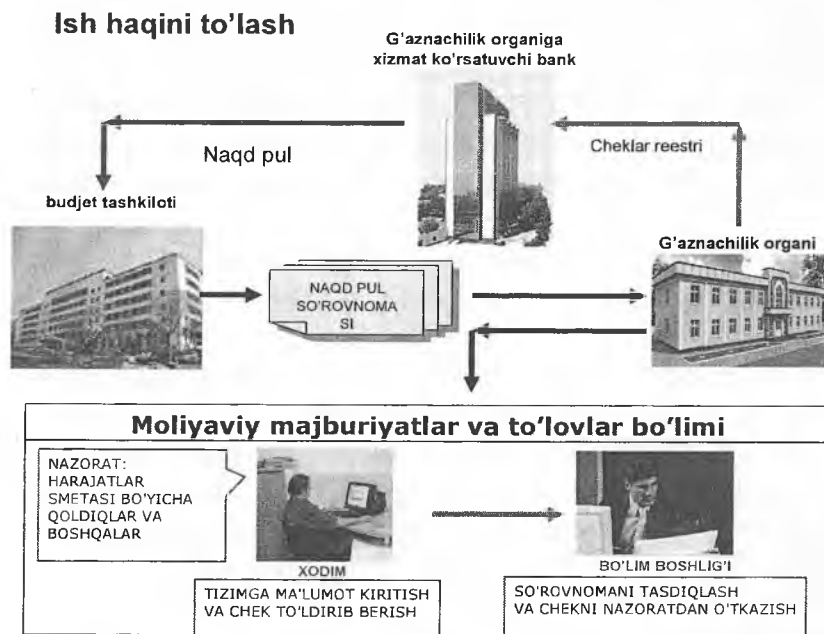 Ish haqini to'lash
G'aznachilik organiga
xizmat ko'rsatuvchi bank
Naqd pul
Cheklar reestri
budjet tashkiloti
G'aznachilik organi
NAQD PUL
SO'ROVNOMA
SI
Moliyaviy majburiyatlar va to'lovlar bo'limi
NAZORAT:
HARAJATLAR
SMETASI BO'YICHA
QOLDIQLAR VA
BOSHQALAR
XODIM
BO'LIM BOSHLIG'I
TIZIMGA MA'LUMOT KIRITISH
VA CHEK TO'LDIRIB BERISH
SO'ROVNOMANI TASDIQLASH
VA CHEKNI NAZORATDAN O'TKAZISH